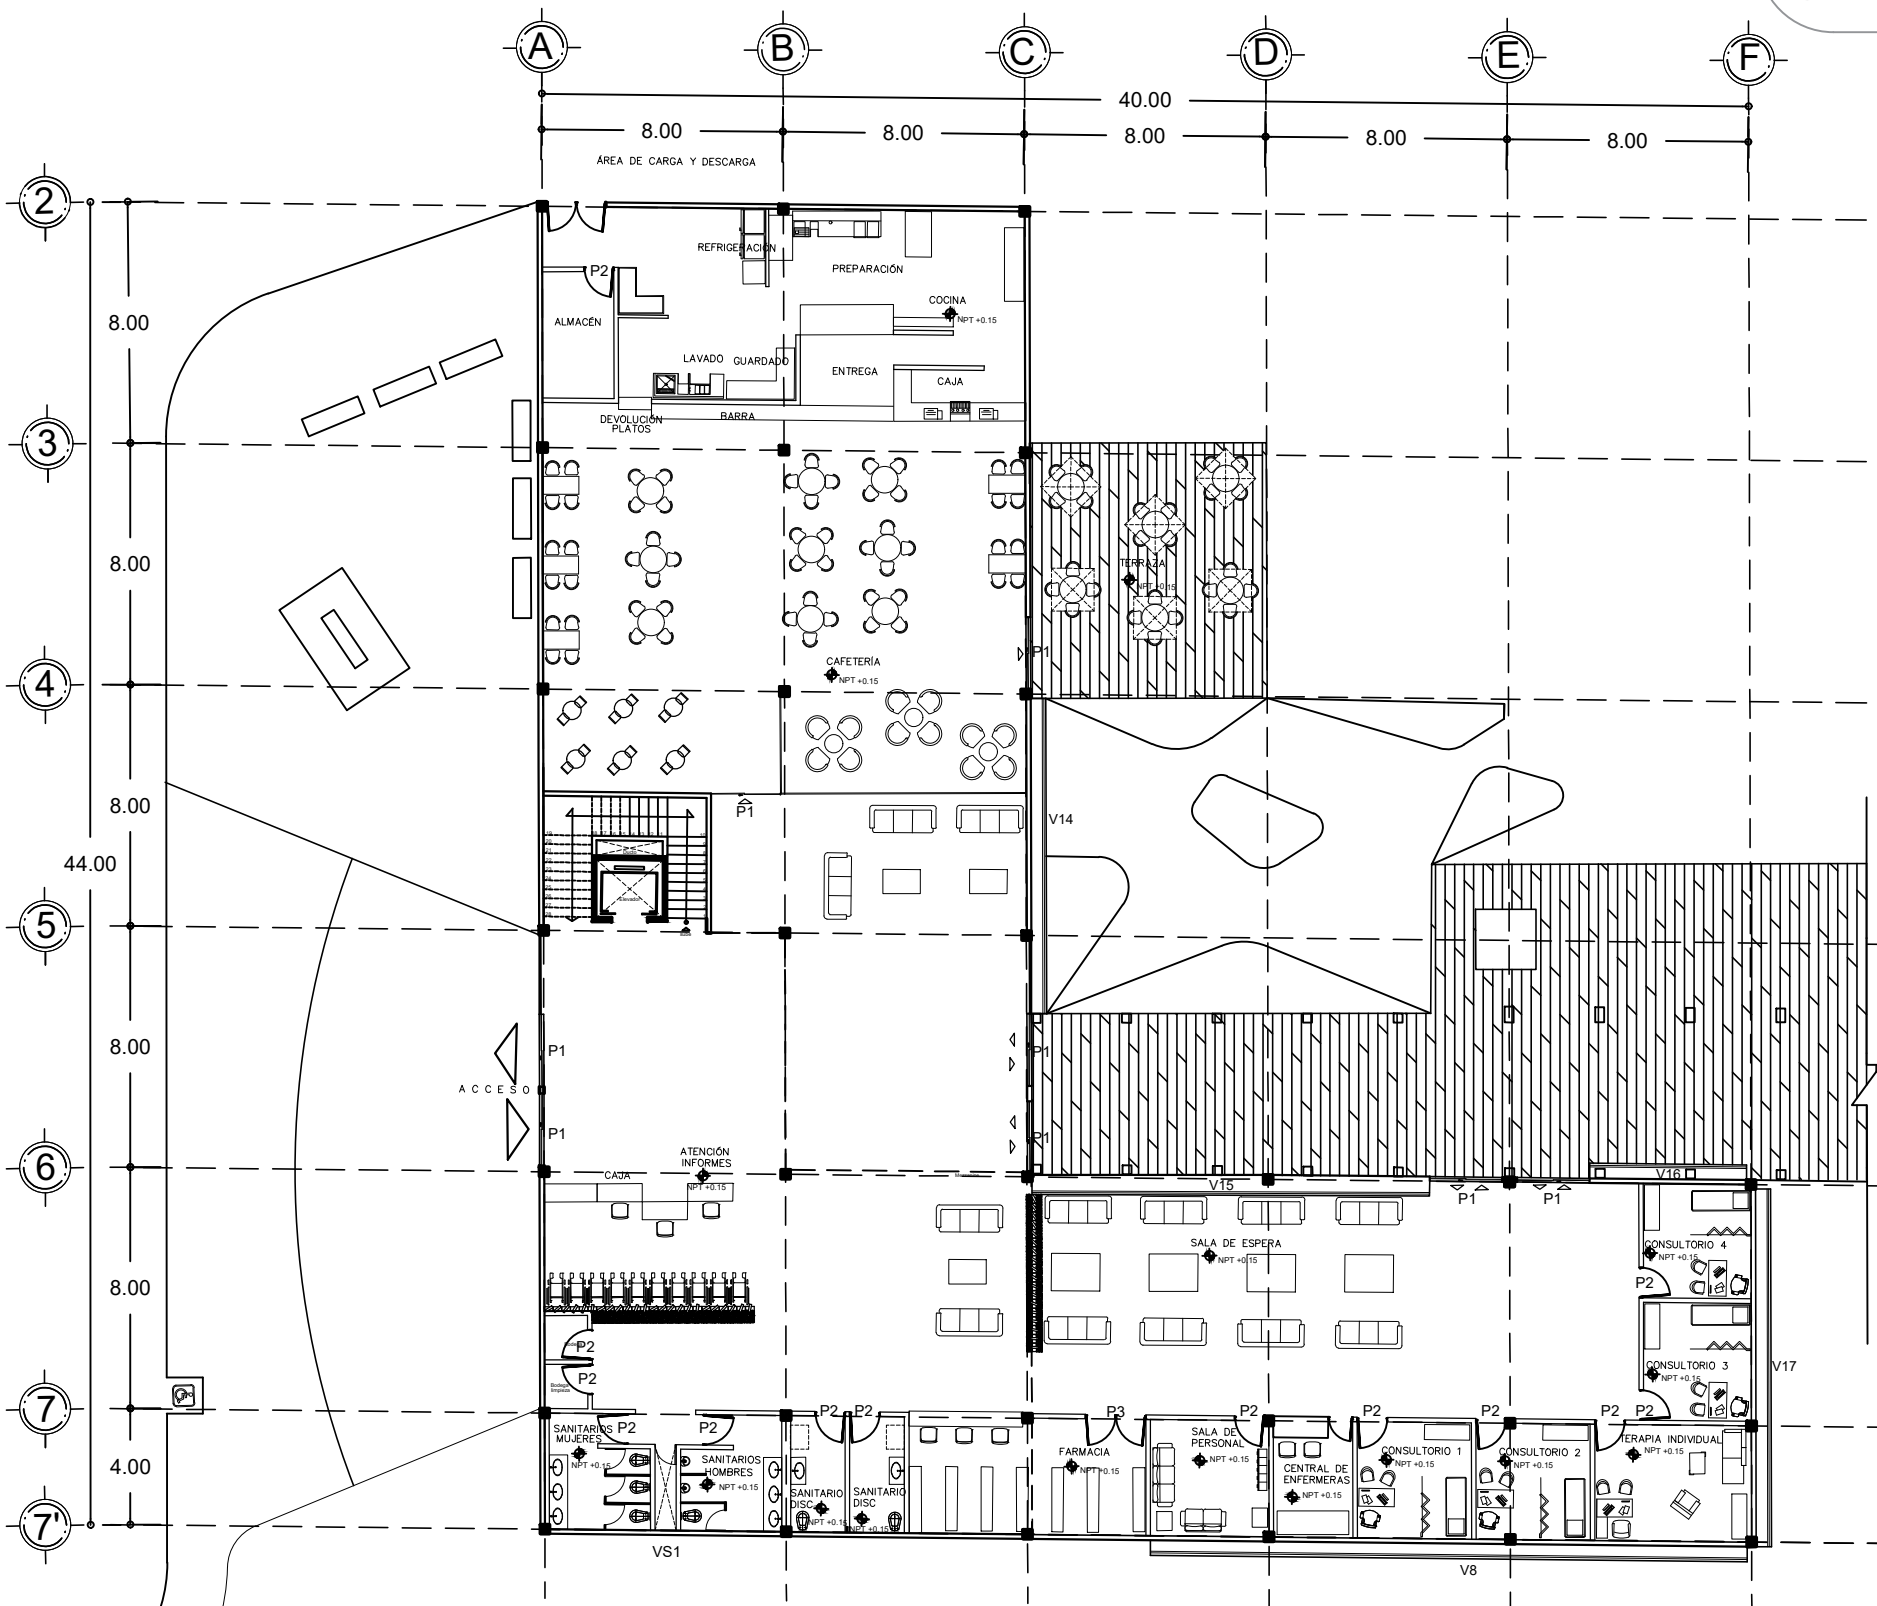 A
B
C
D
E
F
40.00
8.00
8.00
8.00
8.00
8.00
ÁREA DE CARGA Y DESCARGA
2
REFRIGERACIÓN
PREPARACIÓN
P2
COCINA
NPT +0.15
ALMACÉN
8.00
LAVADO
GUARDADO
ENTREGA
CAJA
DEVOLUCIÓN
PLATOS
BARRA
3
8.00
TERRAZA
NPT +0.15
P1
CAFETERÍA
NPT +0.15
4
8.00
P1
V14
44.00
Ducto
Elevador
5
8.00
P1
P1
ACCESO
P1
P1
ATENCIÓN
INFORMES
NPT +0.15
6
CAJA
V15
V16
P1
P1
SALA DE ESPERA
NPT +0.15
CONSULTORIO 4
NPT +0.15
P2
8.00
P2
P2
Bodega
limpieza
CONSULTORIO 3
NPT +0.15
V17
7
P2
P2
P2
P2
P3
P2
P2
P2
P2
P2
SANITARIOS
MUJERES
NPT +0.15
SANITARIOS
HOMBRES
NPT +0.15
SANITARIO
DISC
NPT +0.15
SANITARIO
DISC
NPT +0.15
FARMACIA
NPT +0.15
SALA DE
PERSONAL
NPT +0.15
CENTRAL DE
ENFERMERAS
NPT +0.15
CONSULTORIO 1
NPT +0.15
CONSULTORIO 2
NPT +0.15
TERAPIA INDIVIDUAL
NPT +0.15
4.00
7'
VS1
V8